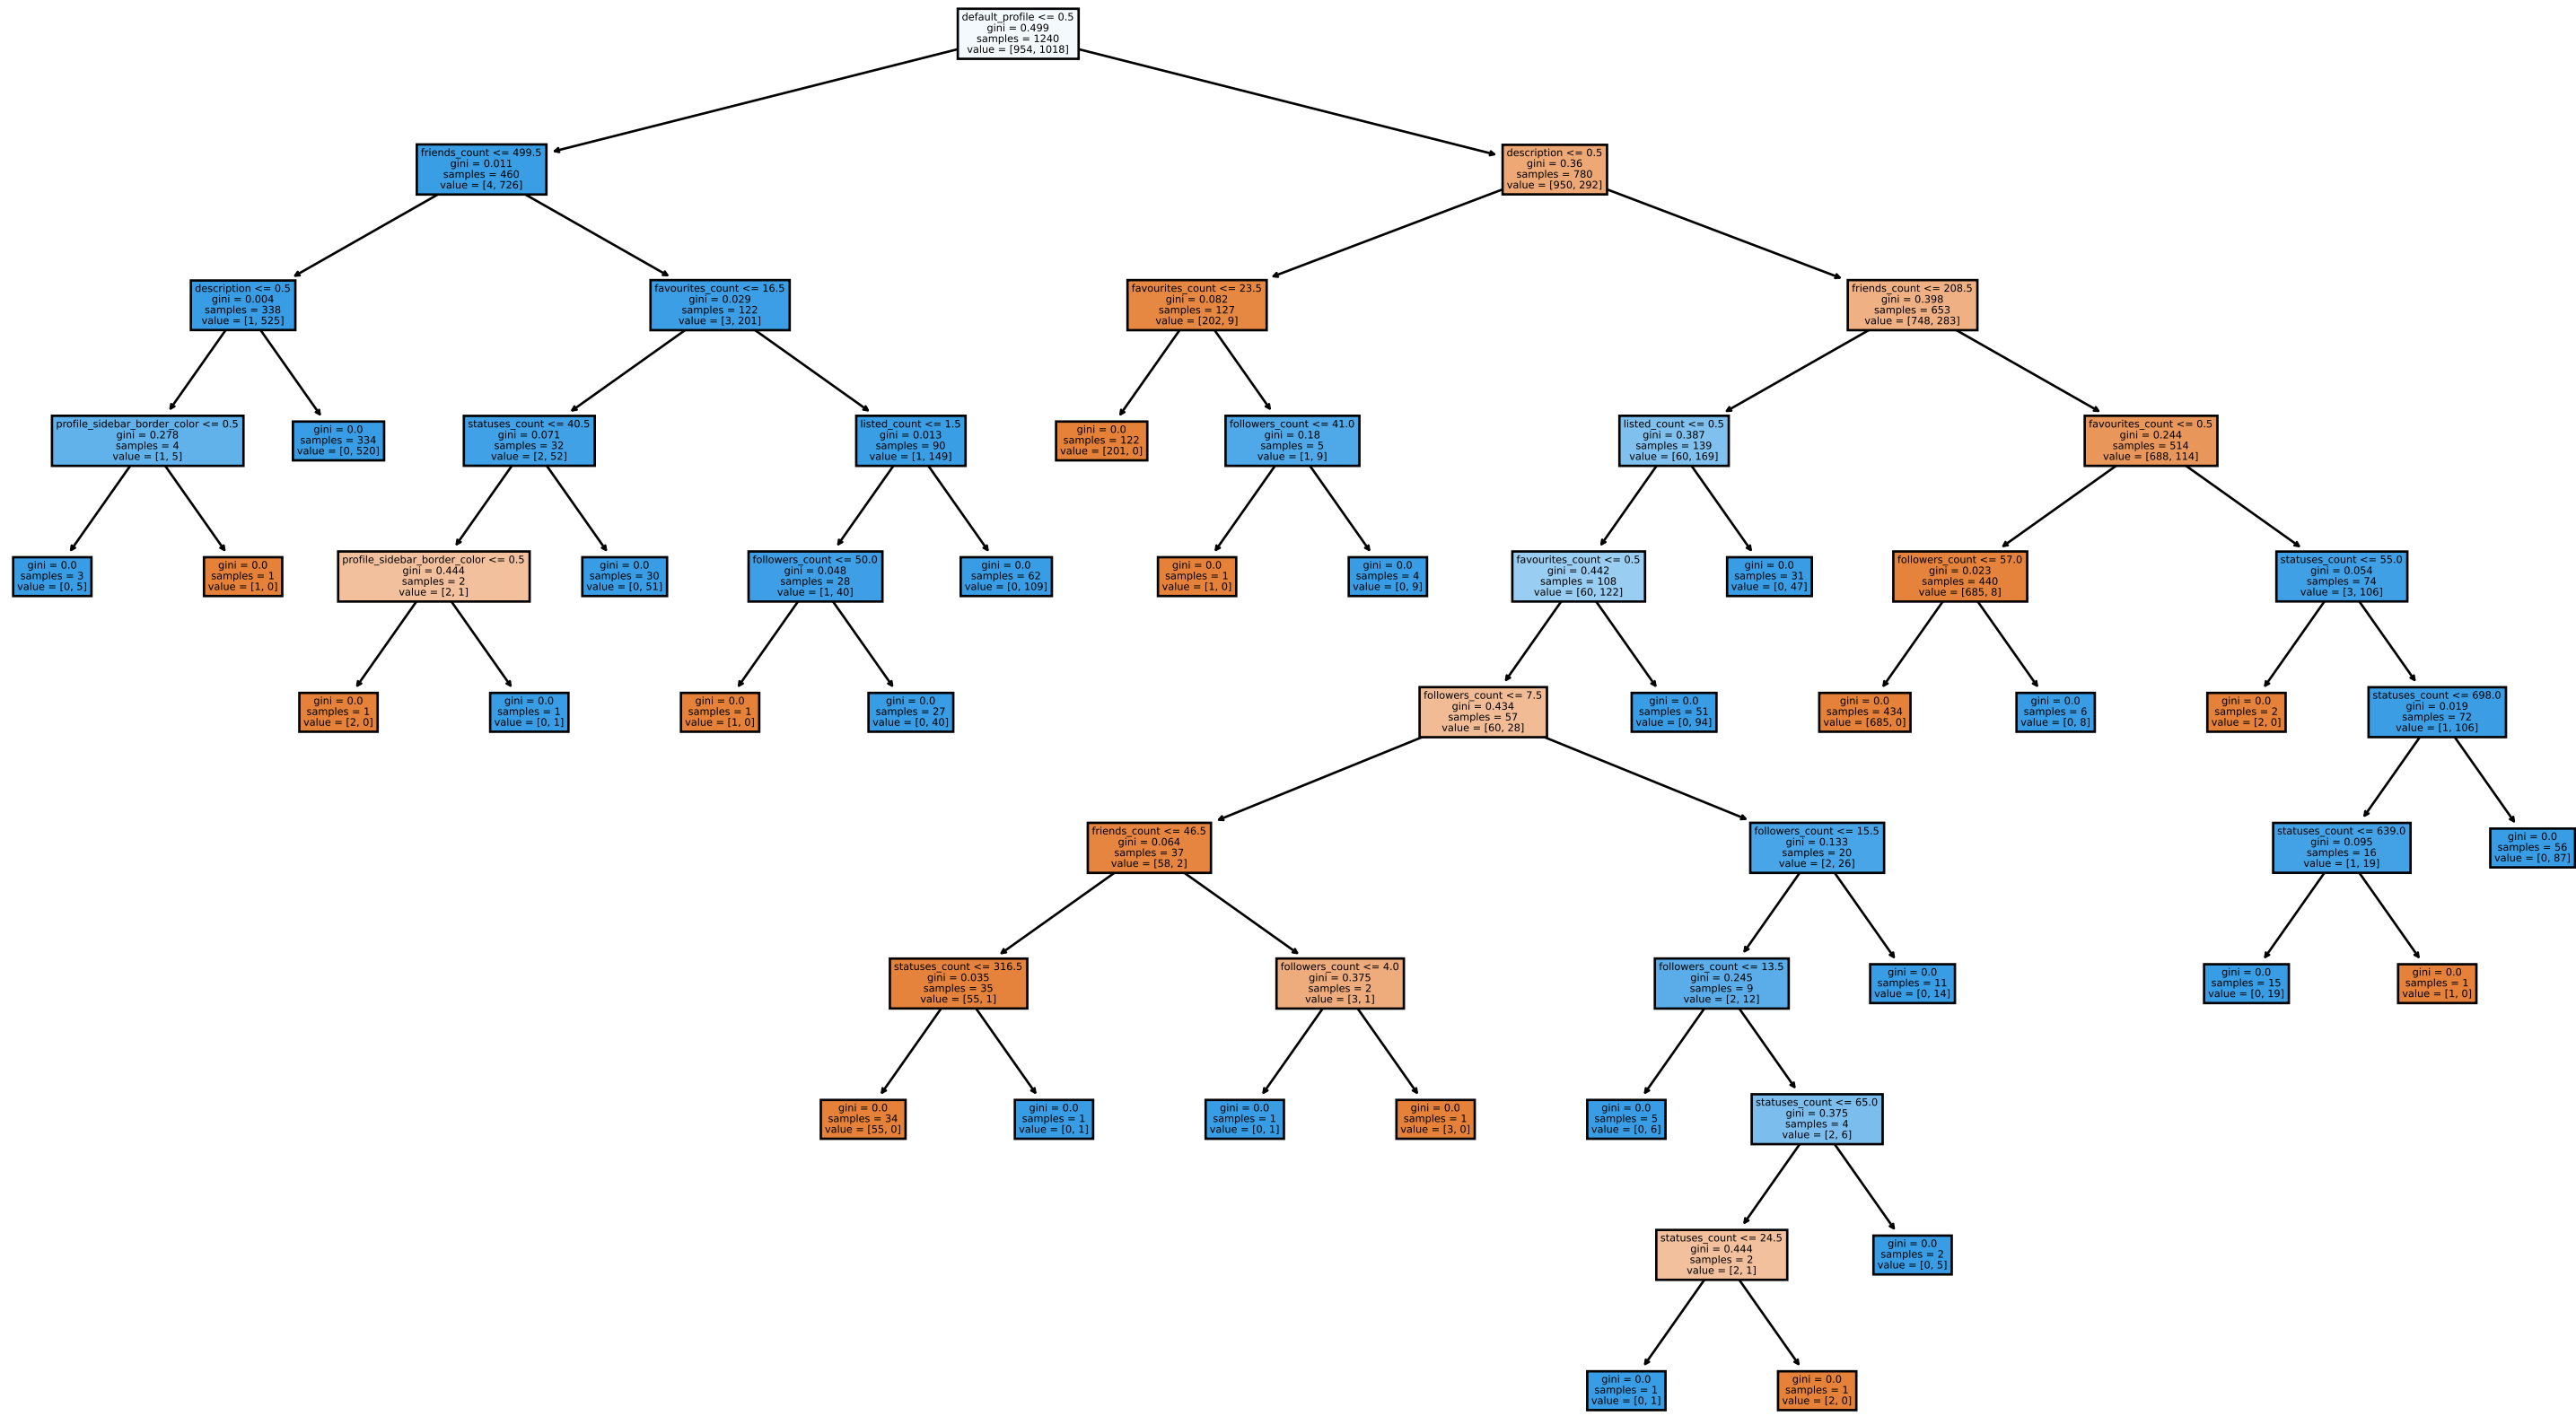 default_profile <= 0.5
gini = 0.499
samples = 1240
value = [954, 1018]
friends_count <= 499.5
gini = 0.011
samples = 460
value = [4, 726]
description <= 0.5
gini = 0.36
samples = 780
value = [950, 292]
description <= 0.5
gini = 0.004
samples = 338
value = [1, 525]
favourites_count <= 16.5
gini = 0.029
samples = 122
value = [3, 201]
favourites_count <= 23.5
gini = 0.082
samples = 127
value = [202, 9]
friends_count <= 208.5
gini = 0.398
samples = 653
value = [748, 283]
profile_sidebar_border_color <= 0.5
gini = 0.278
samples = 4
value = [1, 5]
gini = 0.0
samples = 334
value = [0, 520]
statuses_count <= 40.5
gini = 0.071
samples = 32
value = [2, 52]
listed_count <= 1.5
gini = 0.013
samples = 90
value = [1, 149]
gini = 0.0
samples = 122
value = [201, 0]
followers_count <= 41.0
gini = 0.18
samples = 5
value = [1, 9]
listed_count <= 0.5
gini = 0.387
samples = 139
value = [60, 169]
favourites_count <= 0.5
gini = 0.244
samples = 514
value = [688, 114]
gini = 0.0
samples = 3
value = [0, 5]
gini = 0.0
samples = 1
value = [1, 0]
profile_sidebar_border_color <= 0.5
gini = 0.444
samples = 2
value = [2, 1]
gini = 0.0
samples = 30
value = [0, 51]
followers_count <= 50.0
gini = 0.048
samples = 28
value = [1, 40]
gini = 0.0
samples = 62
value = [0, 109]
gini = 0.0
samples = 1
value = [1, 0]
gini = 0.0
samples = 4
value = [0, 9]
favourites_count <= 0.5
gini = 0.442
samples = 108
value = [60, 122]
gini = 0.0
samples = 31
value = [0, 47]
followers_count <= 57.0
gini = 0.023
samples = 440
value = [685, 8]
statuses_count <= 55.0
gini = 0.054
samples = 74
value = [3, 106]
gini = 0.0
samples = 1
value = [2, 0]
gini = 0.0
samples = 1
value = [0, 1]
gini = 0.0
samples = 1
value = [1, 0]
gini = 0.0
samples = 27
value = [0, 40]
followers_count <= 7.5
gini = 0.434
samples = 57
value = [60, 28]
gini = 0.0
samples = 51
value = [0, 94]
gini = 0.0
samples = 434
value = [685, 0]
gini = 0.0
samples = 6
value = [0, 8]
gini = 0.0
samples = 2
value = [2, 0]
statuses_count <= 698.0
gini = 0.019
samples = 72
value = [1, 106]
friends_count <= 46.5
gini = 0.064
samples = 37
value = [58, 2]
followers_count <= 15.5
gini = 0.133
samples = 20
value = [2, 26]
statuses_count <= 639.0
gini = 0.095
samples = 16
value = [1, 19]
gini = 0.0
samples = 56
value = [0, 87]
statuses_count <= 316.5
gini = 0.035
samples = 35
value = [55, 1]
followers_count <= 4.0
gini = 0.375
samples = 2
value = [3, 1]
followers_count <= 13.5
gini = 0.245
samples = 9
value = [2, 12]
gini = 0.0
samples = 11
value = [0, 14]
gini = 0.0
samples = 15
value = [0, 19]
gini = 0.0
samples = 1
value = [1, 0]
gini = 0.0
samples = 34
value = [55, 0]
gini = 0.0
samples = 1
value = [0, 1]
gini = 0.0
samples = 1
value = [0, 1]
gini = 0.0
samples = 1
value = [3, 0]
gini = 0.0
samples = 5
value = [0, 6]
statuses_count <= 65.0
gini = 0.375
samples = 4
value = [2, 6]
statuses_count <= 24.5
gini = 0.444
samples = 2
value = [2, 1]
gini = 0.0
samples = 2
value = [0, 5]
gini = 0.0
samples = 1
value = [0, 1]
gini = 0.0
samples = 1
value = [2, 0]